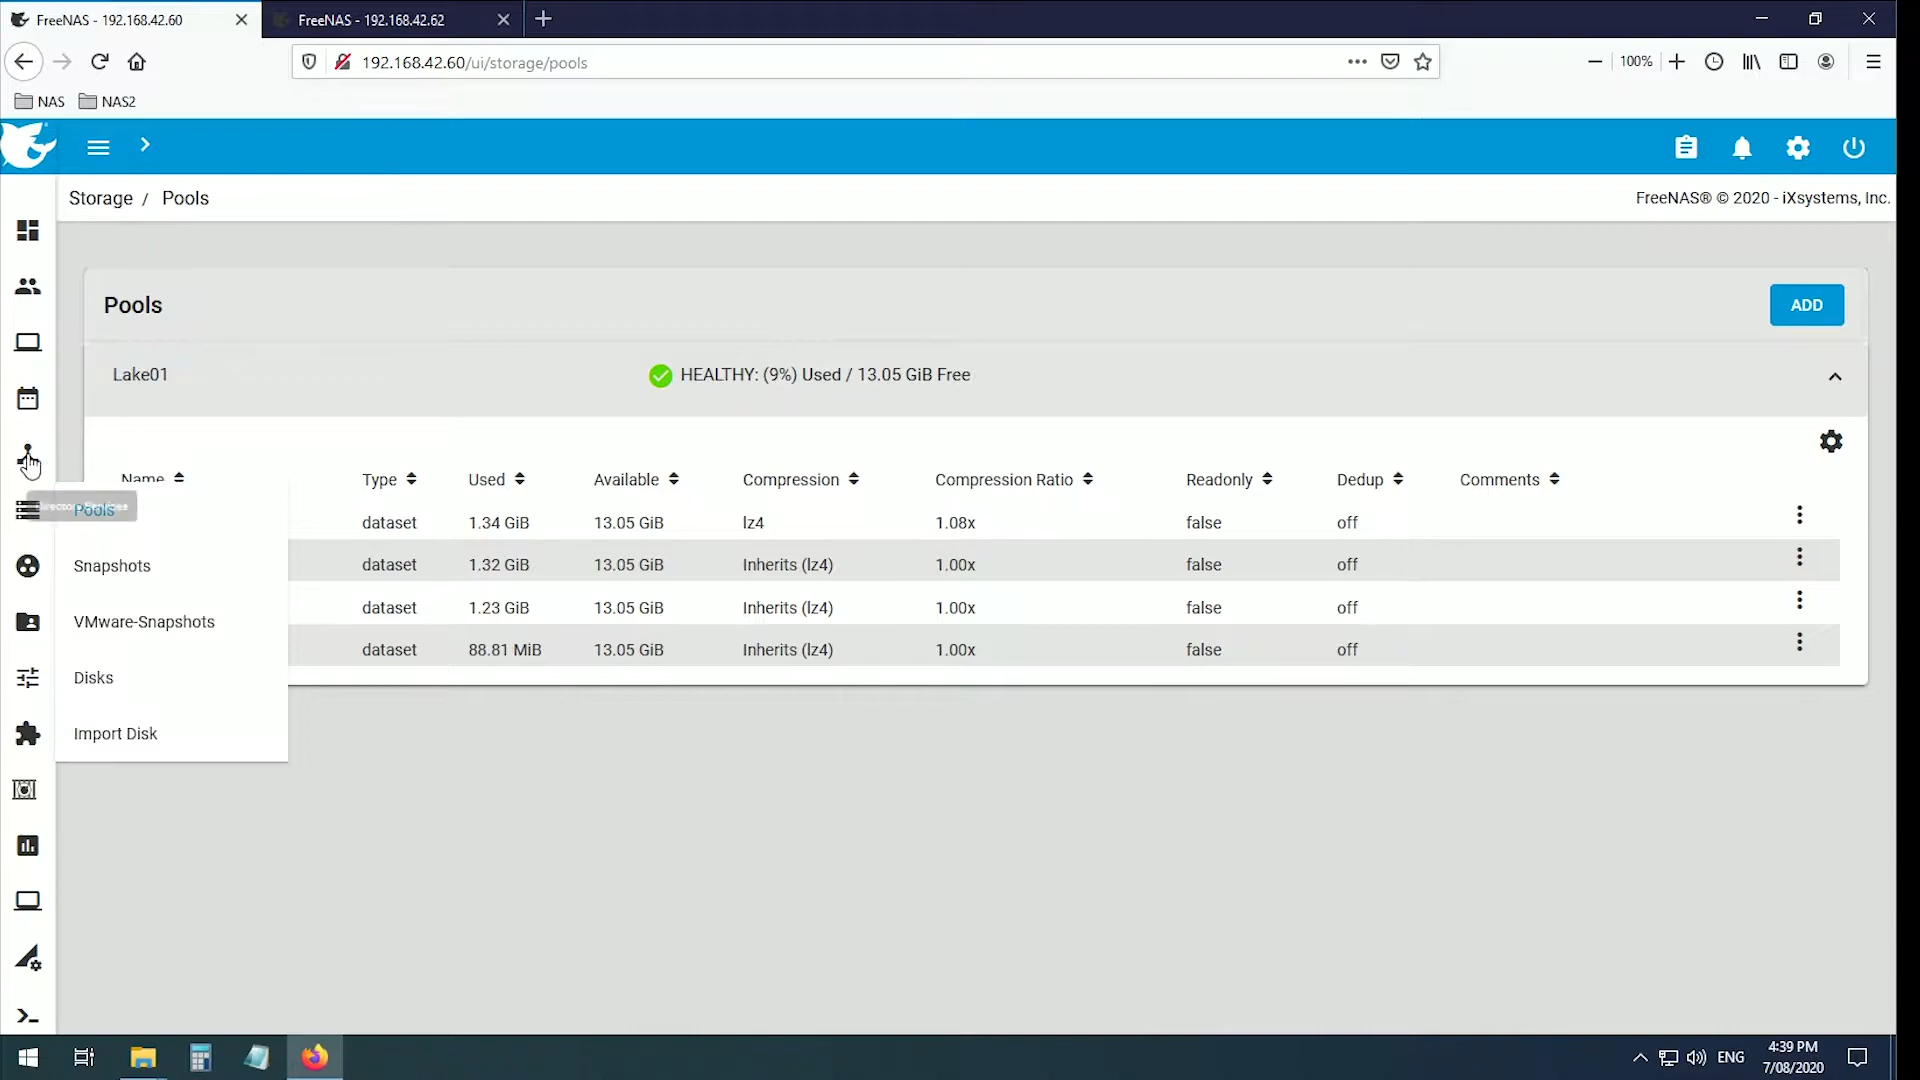 FreeNAS - 192.168.42.60
FreeNAS - 192.168.42.62
192.168.42.60/ui/storage/pools
100%
NAS
NAS2
Storage / Pools
FreeNAS® © 2020 - iXsystems, Inc.
Pools
ADD
Lake01
HEALTHY: (9%) Used / 13.05 GiB Free
Name Type Used Available Compression Compression Ratio Readonly Dedup Comments
dataset 1.34 GiB 13.05 GiB lz4 1.08x false off
dataset 1.32 GiB 13.05 GiB Inherits (lz4) 1.00x false off
dataset 1.23 GiB 13.05 GiB Inherits (lz4) 1.00x false off
dataset 88.81 MiB 13.05 GiB Inherits (lz4) 1.00x false off
Pools
Snapshots
VMware-Snapshots
Disks
Import Disk
ENG
4:39 PM
7/08/2020